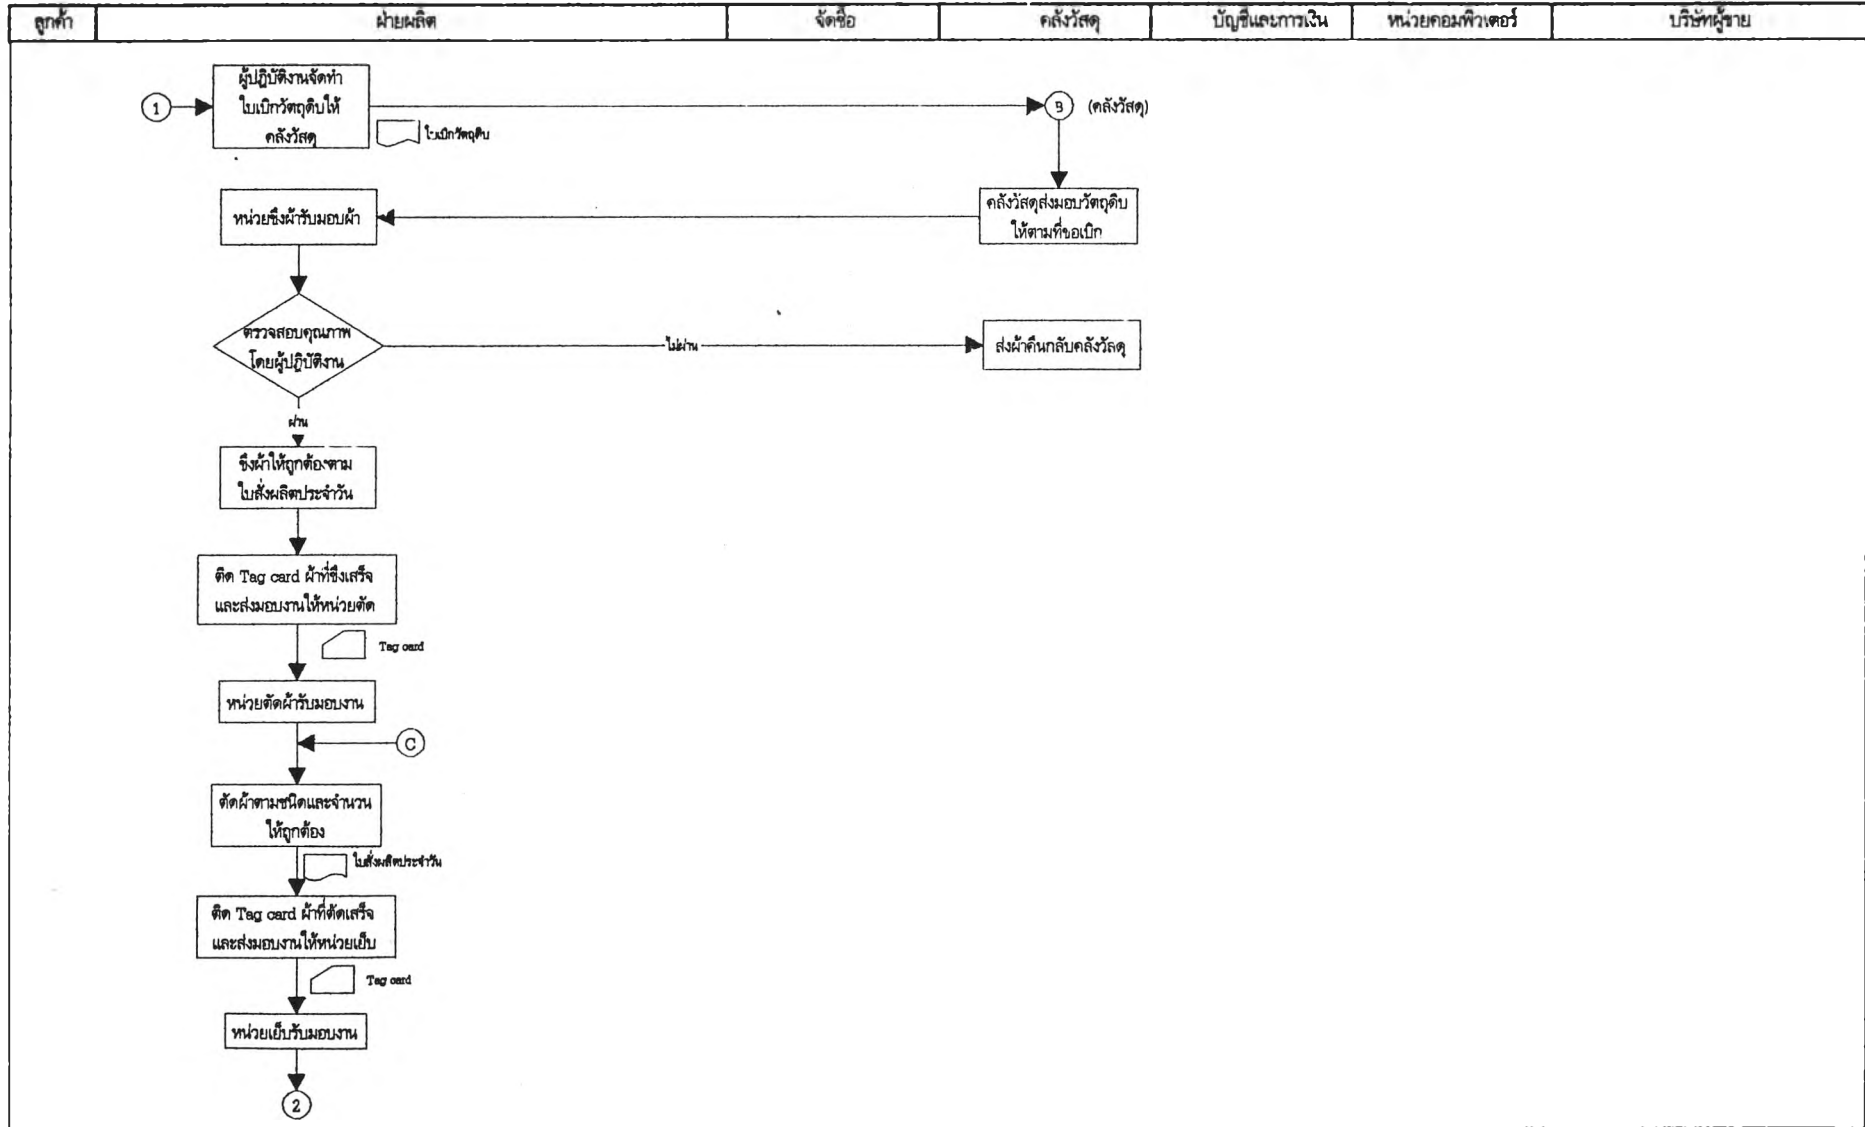 ลูกค้า
ฝ่ายผลิต
จัดซื้อ
คลังวัสดุ
บัญชีและการเงิน
หน่วยคอมพิวเตอร์
บริษัทผู้ขาย
1
ผู้ปฏิบัติงานจัดทำ
ใบเบิกวัตถุดิบให้
คลังวัสดุ
ใบเบิกวัตถุดิบ
B
(คลังวัสดุ)
หน่วยขึงผ้ารับมอบผ้า
คลังวัสดุส่งมอบวัตถุดิบ
ให้ตามที่ขอเบิก
ตรวจสอบคุณภาพ
โดยผู้ปฏิบัติงาน
ไม่ผ่าน
ส่งผ้าคืนกลับคลังวัสดุ
ผ่าน
ขึงผ้าให้ถูกต้องตาม
ใบสั่งผลิตประจำวัน
ติด Tag card ผ้าที่ขึงเสร็จ
และส่งมอบงานให้หน่วยตัด
Tag card
หน่วยตัดผ้ารับมอบงาน
C
ตัดผ้าตามชนิดและจำนวน
ให้ถูกต้อง
ใบสั่งผลิตประจำวัน
ติด Tag card ผ้าที่ตัดเสร็จ
และส่งมอบงานให้หน่วยเย็บ
Tag card
หน่วยเย็บรับมอบงาน
2